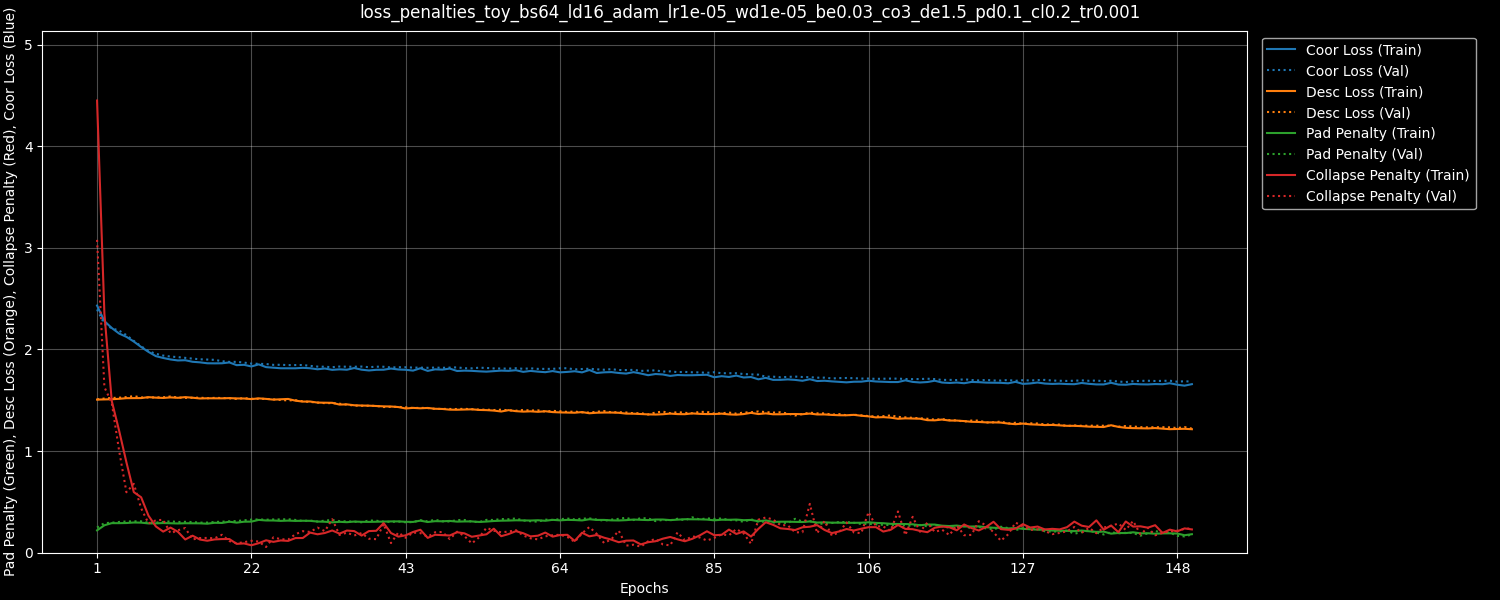 loss_penalties_toy_bs64_ld16_adam_lr1e-05_wd1e-05_be0.03_co3_de1.5_pd0.1_cl0.2_tr0.001
Pad Penalty (Green), Desc Loss (Orange), Collapse Penalty (Red), Coor Loss (Blue)
5
4
3
2
1
0
1 22 43 64 85 106 127 148
Epochs
Coor Loss (Train)
Coor Loss (Val)
Desc Loss (Train)
Desc Loss (Val)
Pad Penalty (Train)
Pad Penalty (Val)
Collapse Penalty (Train)
Collapse Penalty (Val)